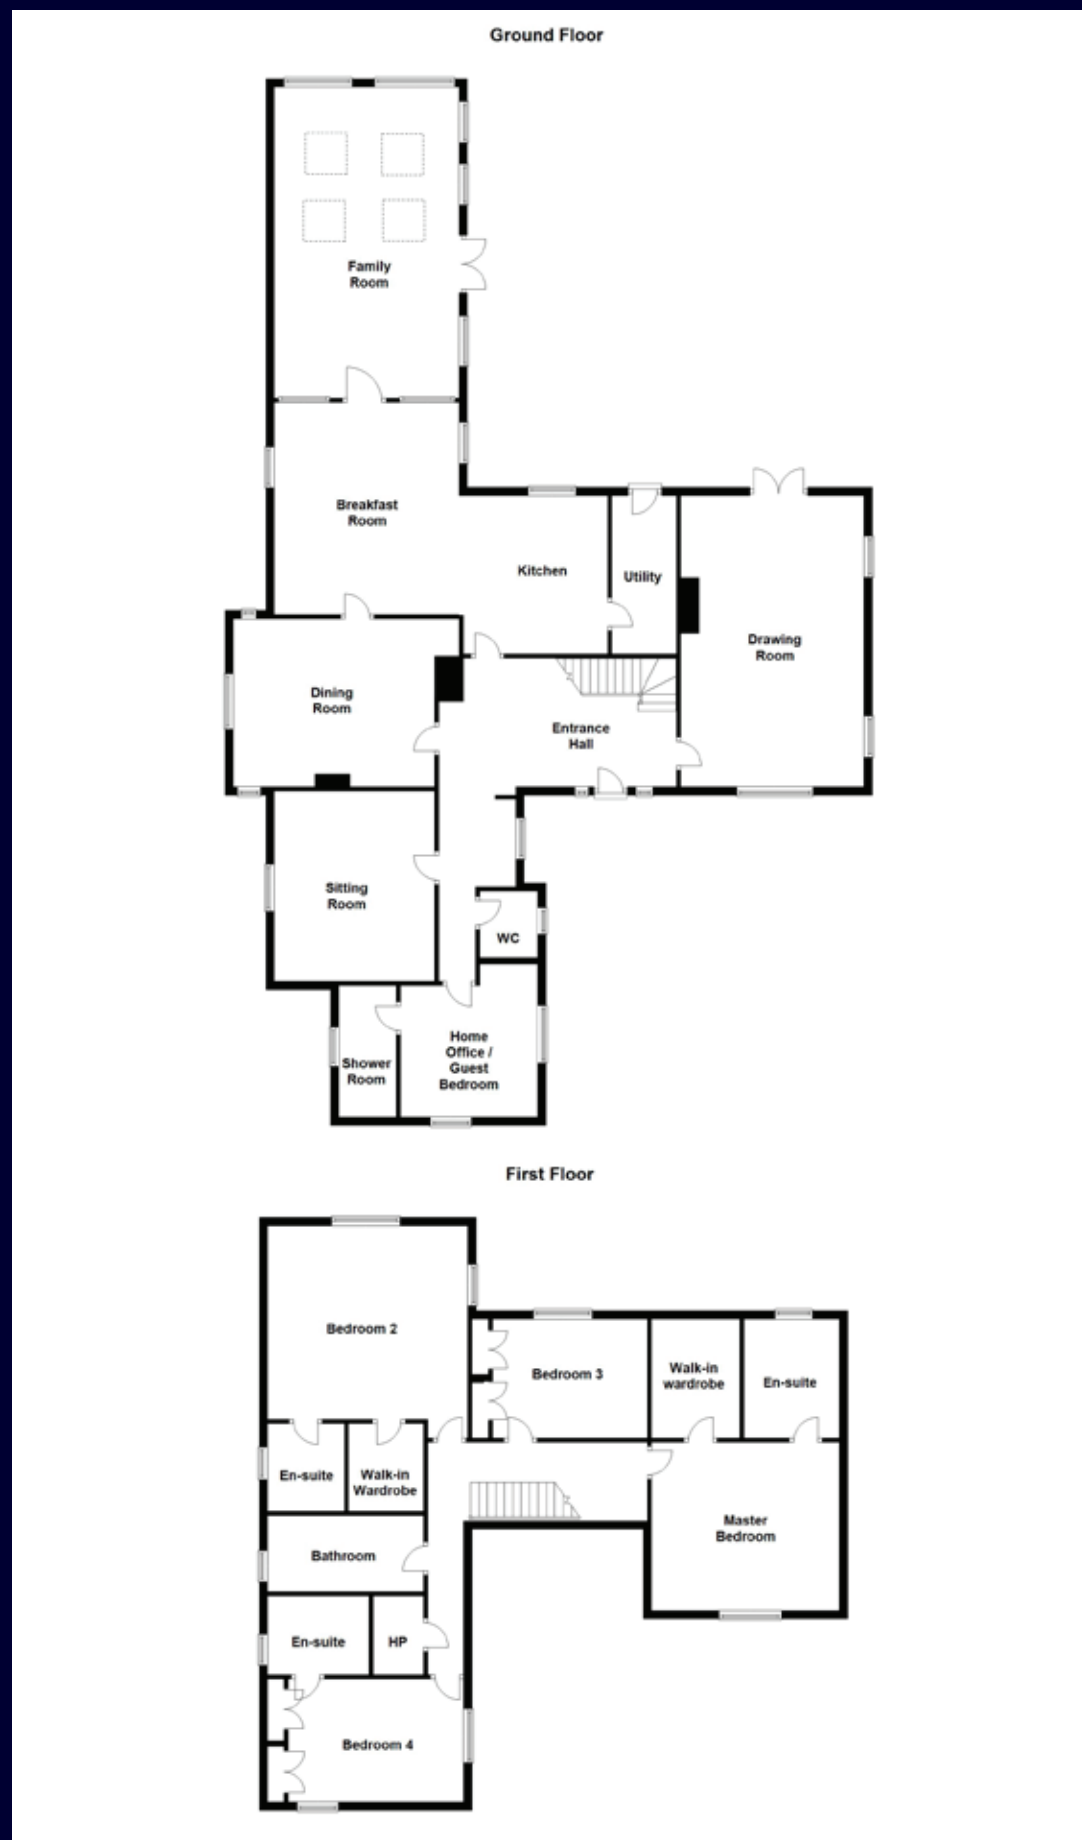 Ground Floor
Family
Room
Breakfast
Room
Kitchen
Utility
Drawing
Room
Dining
Room
Entrance
Hall
Sitting
Room
WC
Home
Office /
Guest
Bedroom
Shower
Room
First Floor
Bedroom 2
Bedroom 3
Walk-in
wardrobe
En-suite
En-suite
Walk-in
Wardrobe
Master
Bedroom
Bathroom
En-suite
HP
Bedroom 4